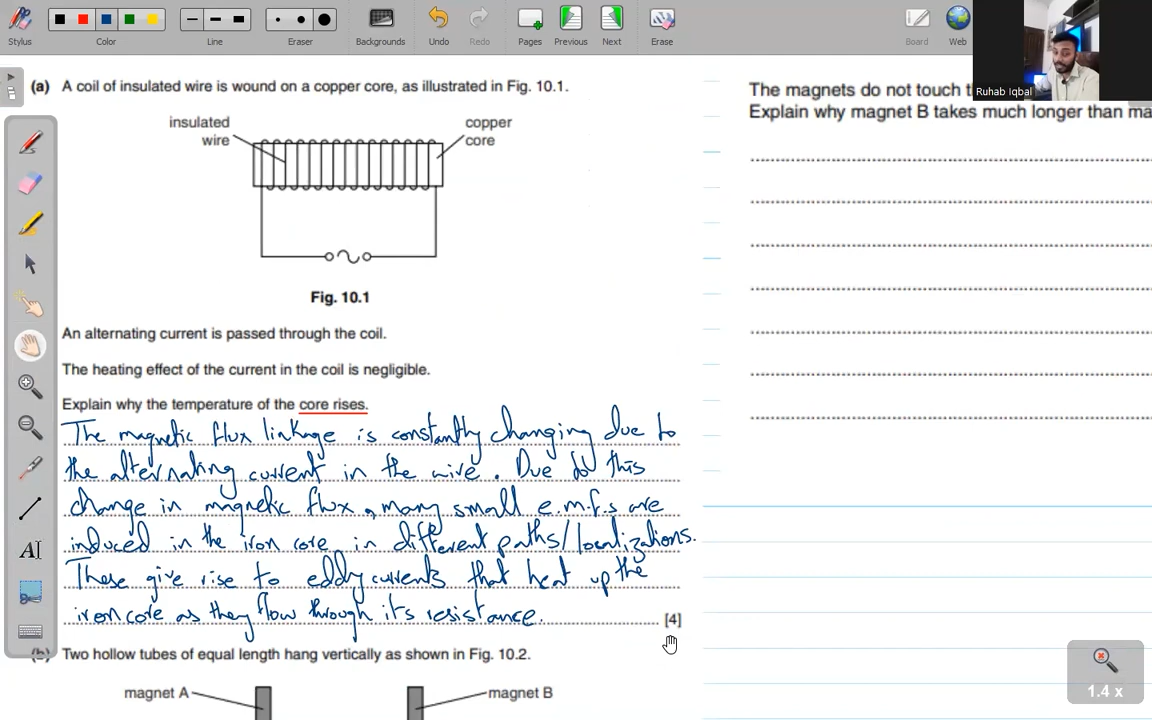 Stylus
Color
Line
Eraser
Backgrounds
Undo
Redo
Pages
Previous
Next
Erase
Board
Web
Ruhab Iqbal
(a) A coil of insulated wire is wound on a copper core, as illustrated in Fig. 10.1.
insulated
wire
copper
core
Fig. 10.1
An alternating current is passed through the coil.
The heating effect of the current in the coil is negligible.
Explain why the temperature of the core rises.
The magnetic flux linkage is constantly changing due to
the alternating current in the wire. Due to this
change in magnetic flux, many small e.m.f.s are
induced in the iron core in different paths/localizations.
These give rise to eddy currents that heat up the
iron core as they flow through its resistance.
[4]
(b) Two hollow tubes of equal length hang vertically as shown in Fig. 10.2.
magnet A
magnet B
The magnets do not touch
Explain why magnet B takes much longer than
A
1.4 x